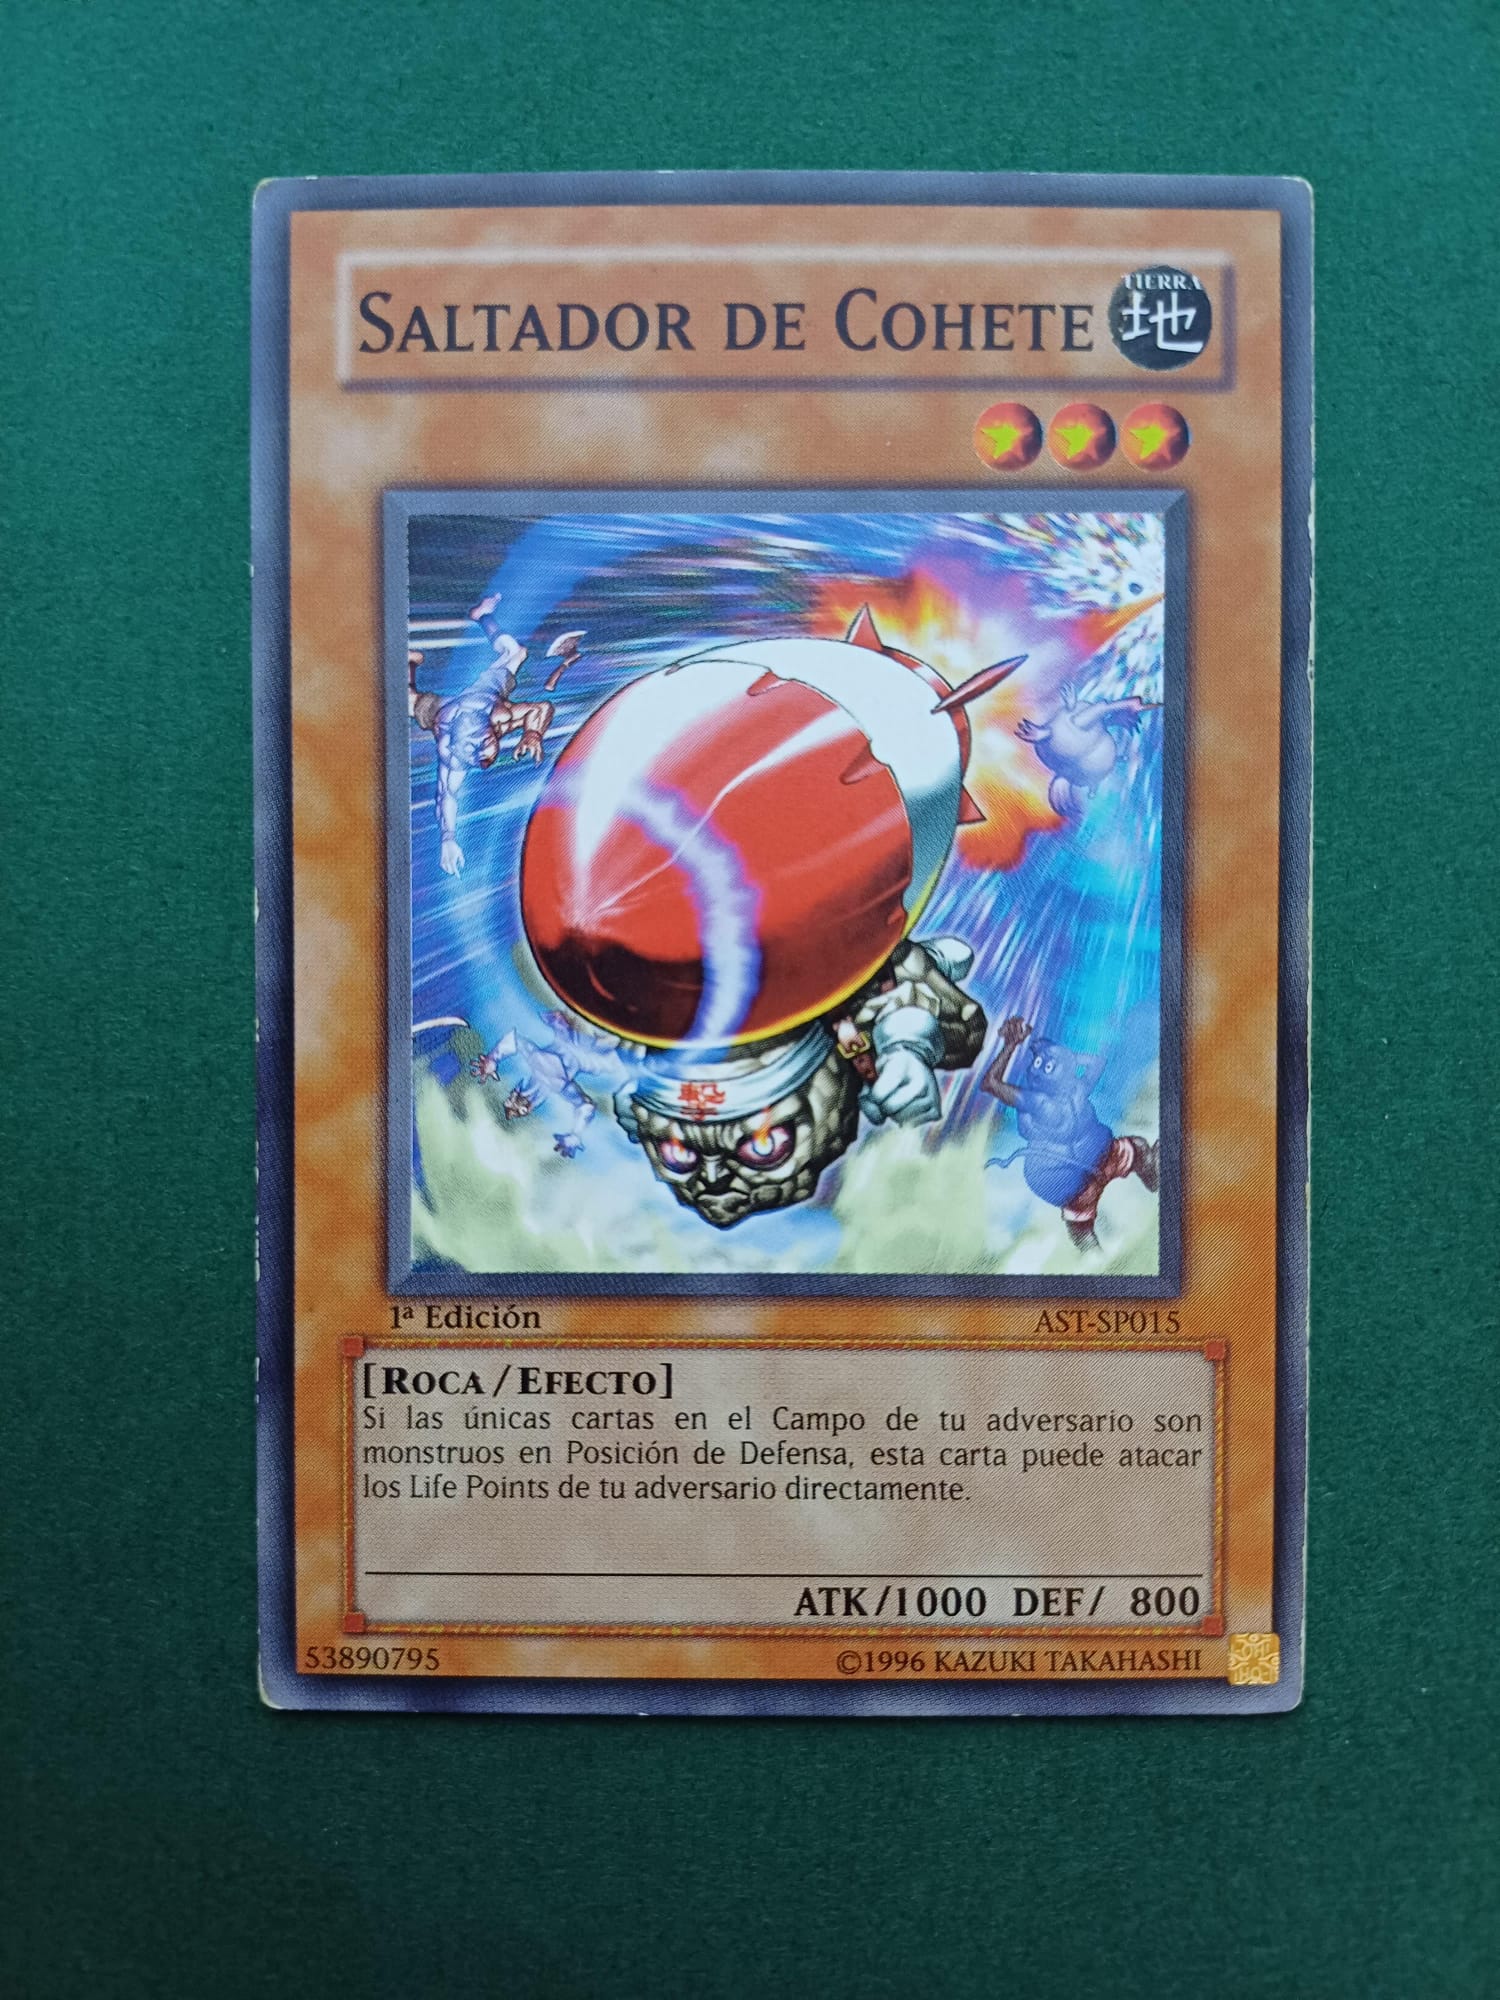 SALTADOR DE COHETE
TIERRA
地
1ª Edición
AST-SP015
[ROCA/EFECTO]
Si las únicas cartas en el Campo de tu adversario son
monstruos en Posición de Defensa, esta carta puede atacar
los Life Points de tu adversario directamente.
ATK/1000 DEF/ 800
53890795
©1996 KAZUKI TAKAHASHI